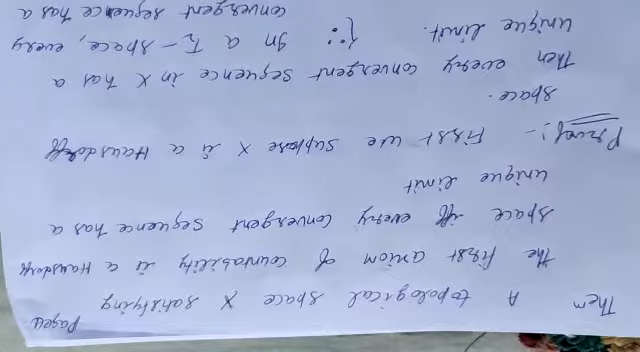 Page 4
Thm A topological space X satisfying
the first axiom of countability is a Hausdorff
space iff every convergent sequence has a
unique limit
Proof:- First we suppose X is a Hausdorff
space.
Then every convergent sequence in X has a
unique limit. {∵ In a T2-space, every
convergent sequence has a